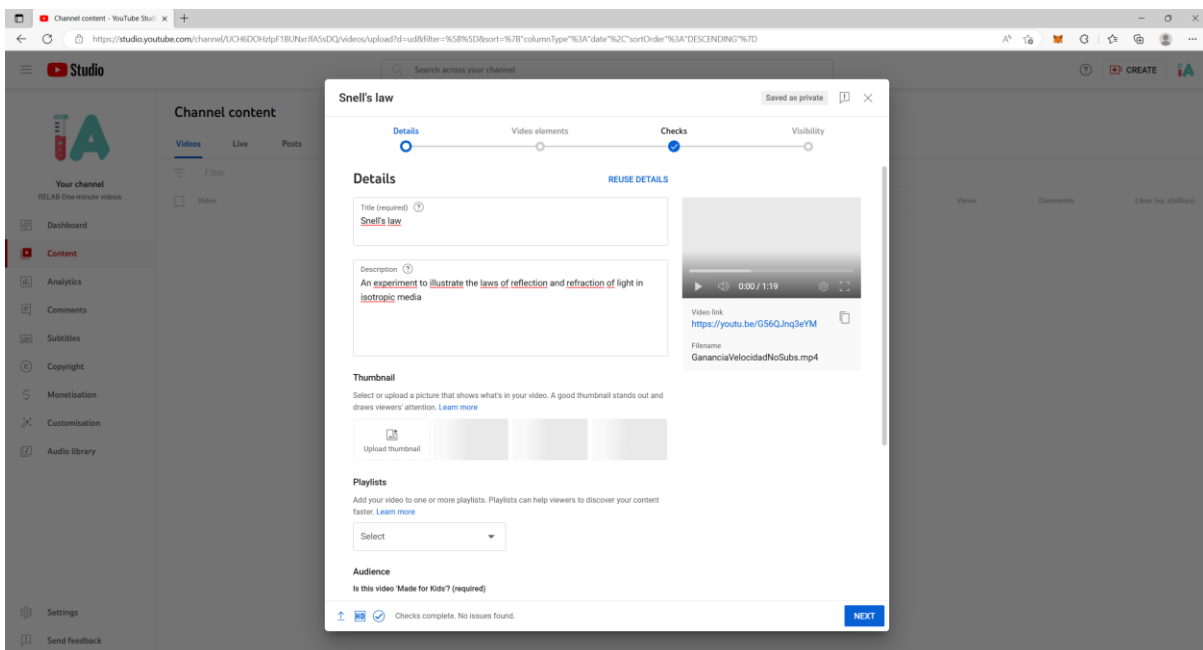 Channel content - YouTube Stud
https://studio.youtube.com/channel/UCH6DOHzlpF1BUNxrJfA5sDQ/videos/upload?d=ud&filter=%5B%5D&sort=%7B"columnType"%3A"date"%2C"sortOrder"%3A"DESCENDING"%7D
Studio
Search across your channel
CREATE
iA
iA
Your channel
RELAB One-minute videos
Dashboard
Content
Analytics
Comments
Subtitles
Copyright
Monetisation
Customisation
Audio library
Settings
Send feedback
Channel content
Videos Live Posts
Filter
Video Views Comments Likes (vs. dislikes)
Snell's law
Saved as private
Details Video elements Checks Visibility
Details
REUSE DETAILS
Title (required)
Snell's law
Description
An experiment to illustrate the laws of reflection and refraction of light in
isotropic media
0:00 / 1:19
Video link
https://youtu.be/G56QJnq3eYM
Filename
GananciaVelocidadNoSubs.mp4
Thumbnail
Select or upload a picture that shows what's in your video. A good thumbnail stands out and
draws viewers' attention. Learn more
Upload thumbnail
Playlists
Add your video to one or more playlists. Playlists can help viewers to discover your content
faster. Learn more
Select
Audience
Is this video 'Made for Kids'? (required)
HD
Checks complete. No issues found.
NEXT